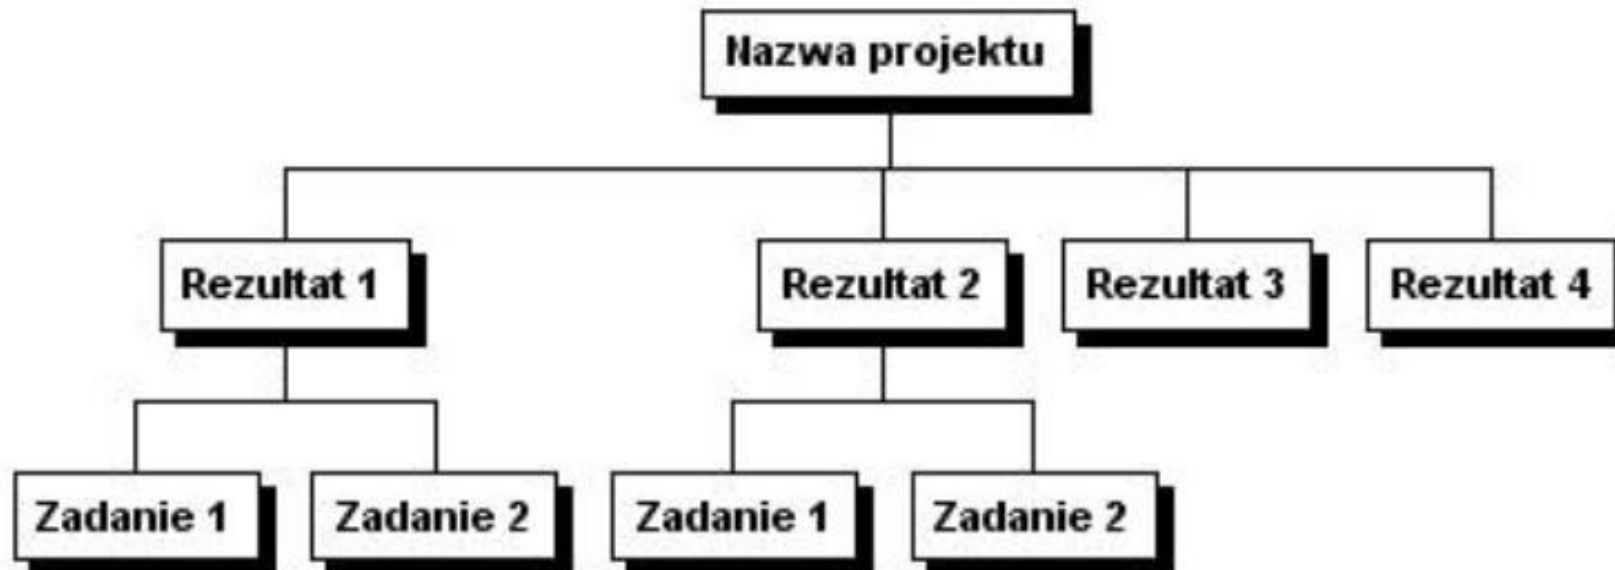 Nazwa projektu
Rezultat 1
Rezultat 2
Rezultat 3
Rezultat 4
Zadanie 1
Zadanie 2
Zadanie 1
Zadanie 2